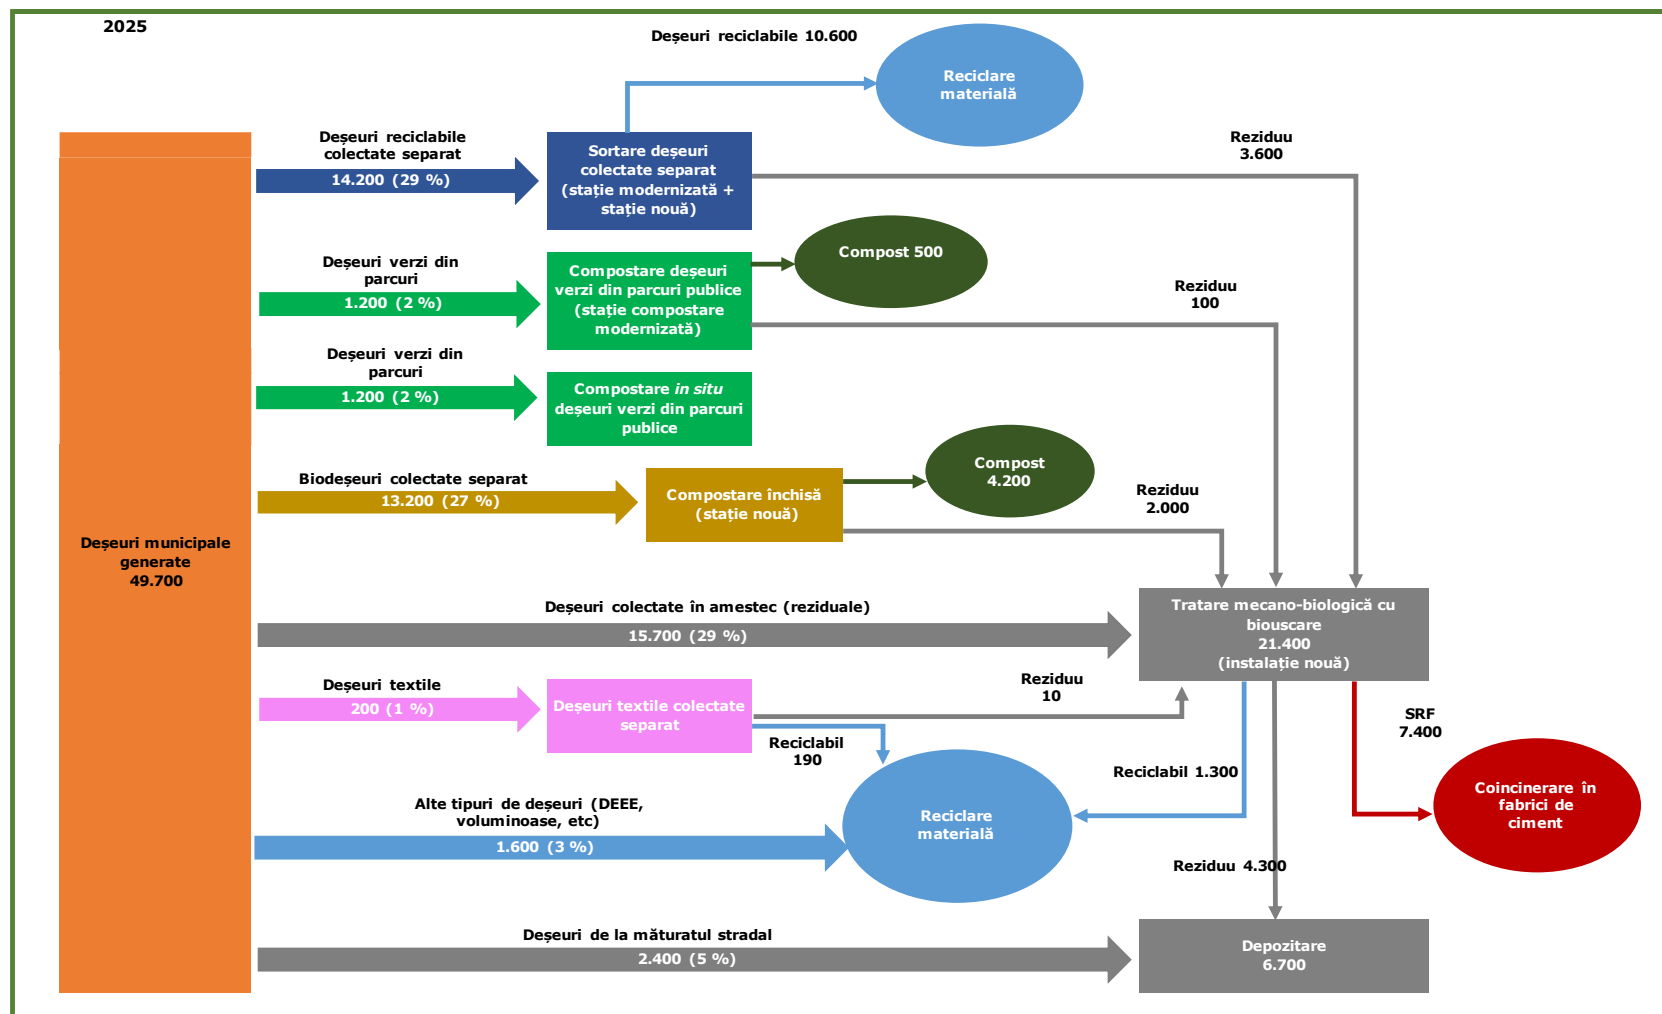 2025
Deșeuri reciclabile 10.600
Reciclare
materială
Deșeuri reciclabile
colectate separat
14.200 (29 %)
Sortare deșeuri
colectate separat
(stație modernizată +
stație nouă)
Reziduu
3.600
Deșeuri verzi din
parcuri
1.200 (2 %)
Compostare deșeuri
verzi din parcuri publice
(stație compostare
modernizată)
Compost 500
Reziduu
100
Deșeuri verzi din
parcuri
1.200 (2 %)
Compostare in situ
deșeuri verzi din parcuri
publice
Biodeșeuri colectate separat
13.200 (27 %)
Compostare închisă
(stație nouă)
Compost
4.200
Reziduu
2.000
Deșeuri municipale
generate
49.700
Deșeuri colectate în amestec (reziduale)
15.700 (29 %)
Tratare mecano-biologică cu
biouscare
21.400
(instalație nouă)
Deșeuri textile
200 (1 %)
Deșeuri textile colectate
separat
Reziduu
10
Reciclabil
190
Reciclabil 1.300
SRF
7.400
Coincinerare în
fabrici de
ciment
Alte tipuri de deșeuri (DEEE,
voluminoase, etc)
1.600 (3 %)
Reciclare
materială
Reziduu 4.300
Deșeuri de la măturatul stradal
2.400 (5 %)
Depozitare
6.700